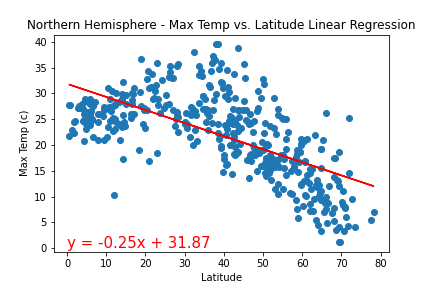 Northern Hemisphere - Max Temp vs. Latitude Linear Regression
40
35
30
25
20
15
10
5
0
Max Temp (c)
y = -0.25x + 31.87
0 10 20 30 40 50 60 70 80
Latitude